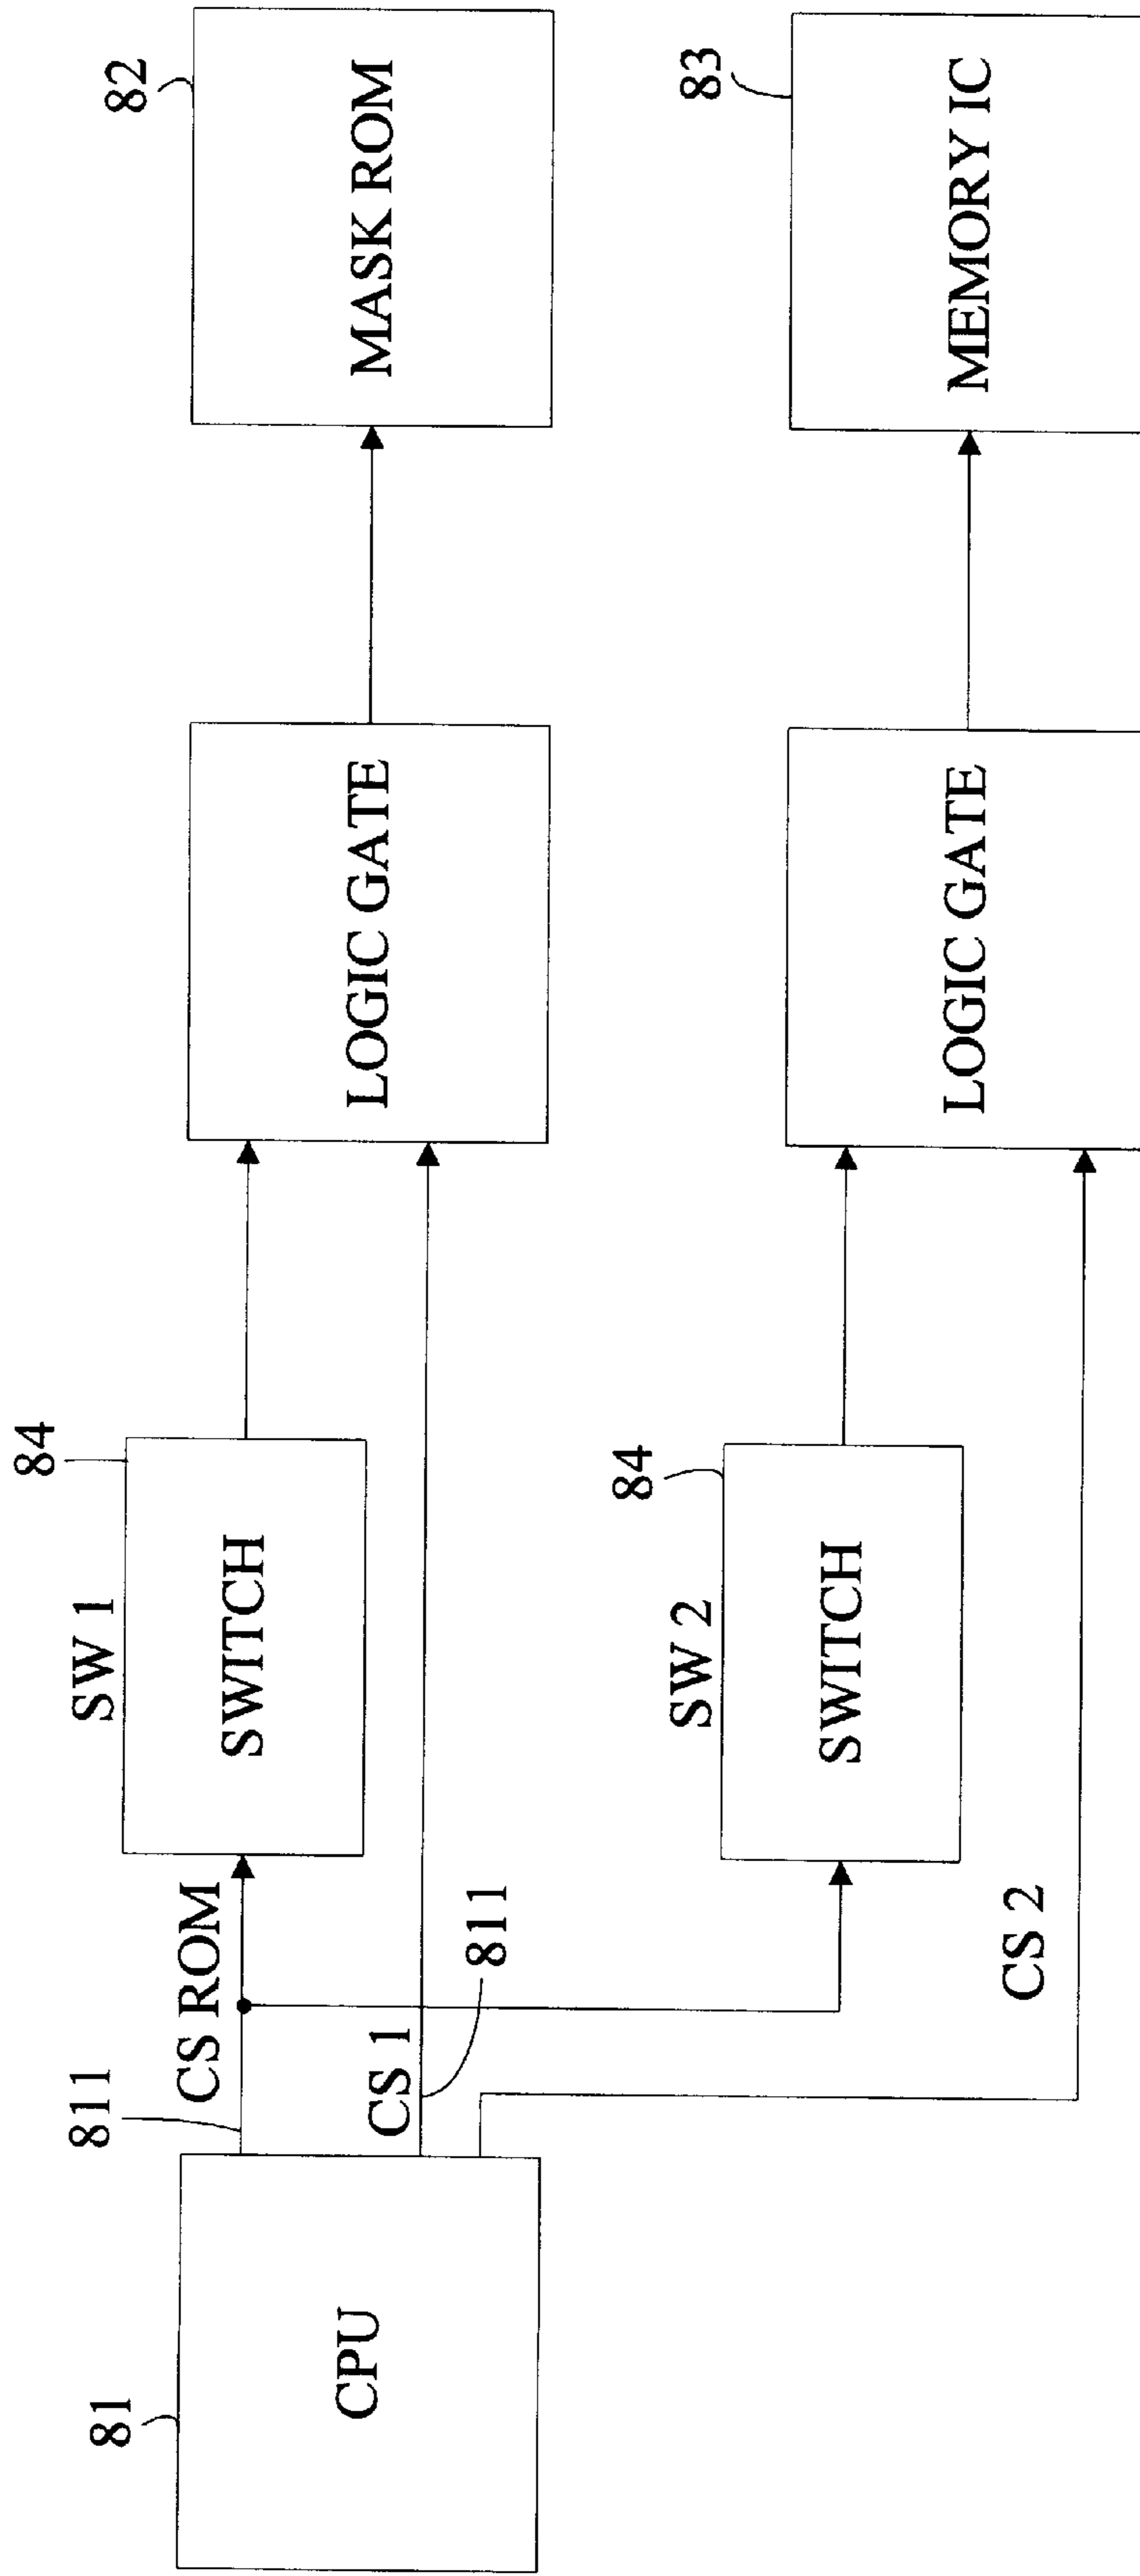 82
MASK ROM
83
MEMORY IC
LOGIC GATE
LOGIC GATE
84
SW 1
SWITCH
84
SW 2
SWITCH
811
CS ROM
CS 1
811
CS 2
81
CPU